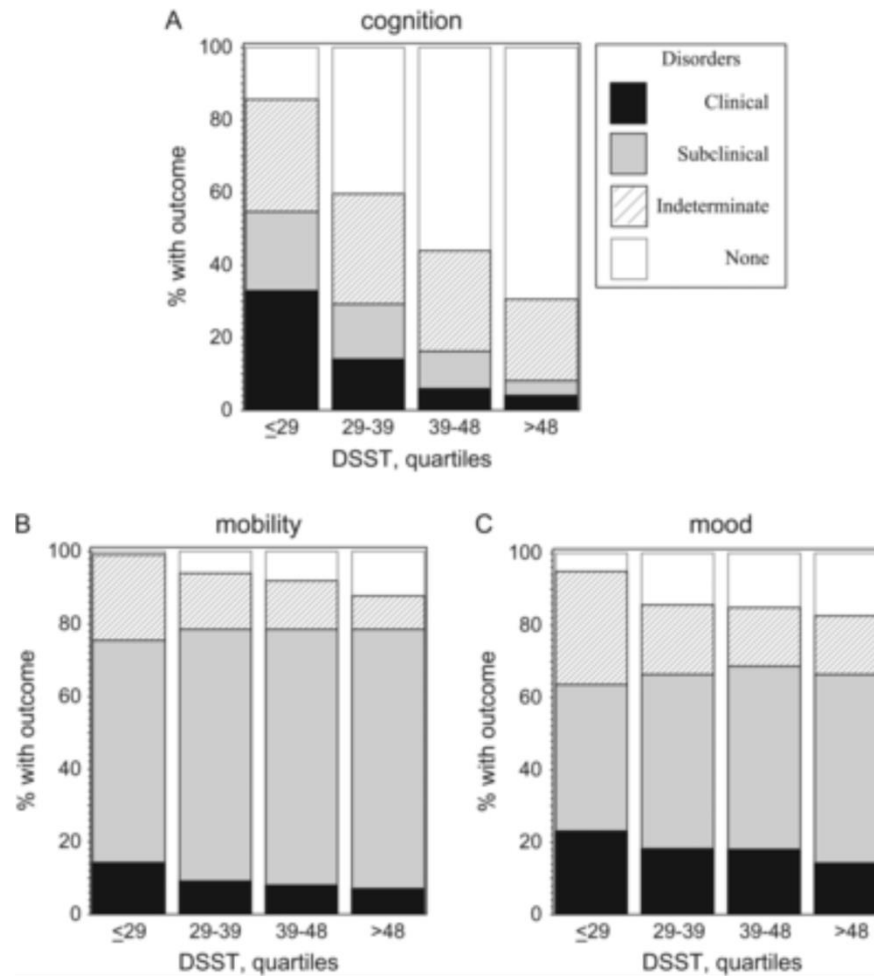 A cognition
100
80
60
40
20
0
% with outcome
≤29 29-39 39-48 >48
DSST, quartiles
Disorders
Clinical
Subclinical
Indeterminate
None
B mobility
100
80
60
40
20
0
% with outcome
≤29 29-39 39-48 >48
DSST, quartiles
C mood
100
80
60
40
20
0
% with outcome
≤29 29-39 39-48 >48
DSST, quartiles